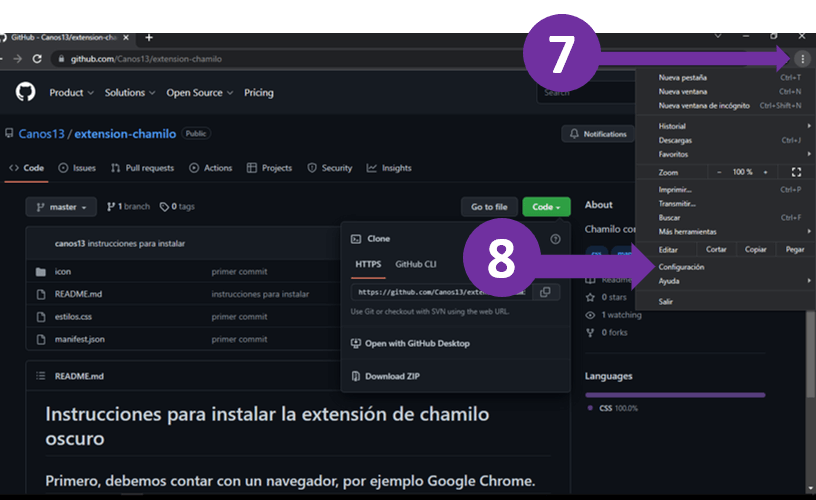 GitHub - Canos13/extension-cha
github.com/Canos13/extension-chamilo
7
Product Solutions Open Source Pricing
Search
Canos13 / extension-chamilo Public
Notifications
Code Issues Pull requests Actions Projects Security Insights
master 1 branch 0 tags
Go to file Code
canos13 instrucciones para instalar
icon primer commit
README.md instrucciones para instalar
estilos.css primer commit
manifest.json primer commit
Clone
HTTPS GitHub CLI
https://github.com/Canos13/exten
Use Git or checkout with SVN using the web URL.
Open with GitHub Desktop
Download ZIP
8
About
Chamilo
Readme
0 stars
1 watching
0 forks
Languages
CSS 100.0%
Nueva pestaña Ctrl+T
Nueva ventana Ctrl+N
Nueva ventana de incógnito Ctrl+Shift+N
Historial
Descargas Ctrl+J
Favoritos
Zoom - 100 % +
Imprimir... Ctrl+P
Transmitir...
Buscar Ctrl+F
Más herramientas
Editar Cortar Copiar Pegar
Configuración
Ayuda
Salir
README.md
Instrucciones para instalar la extensión de chamilo
oscuro
Primero, debemos contar con un navegador, por ejemplo Google Chrome.